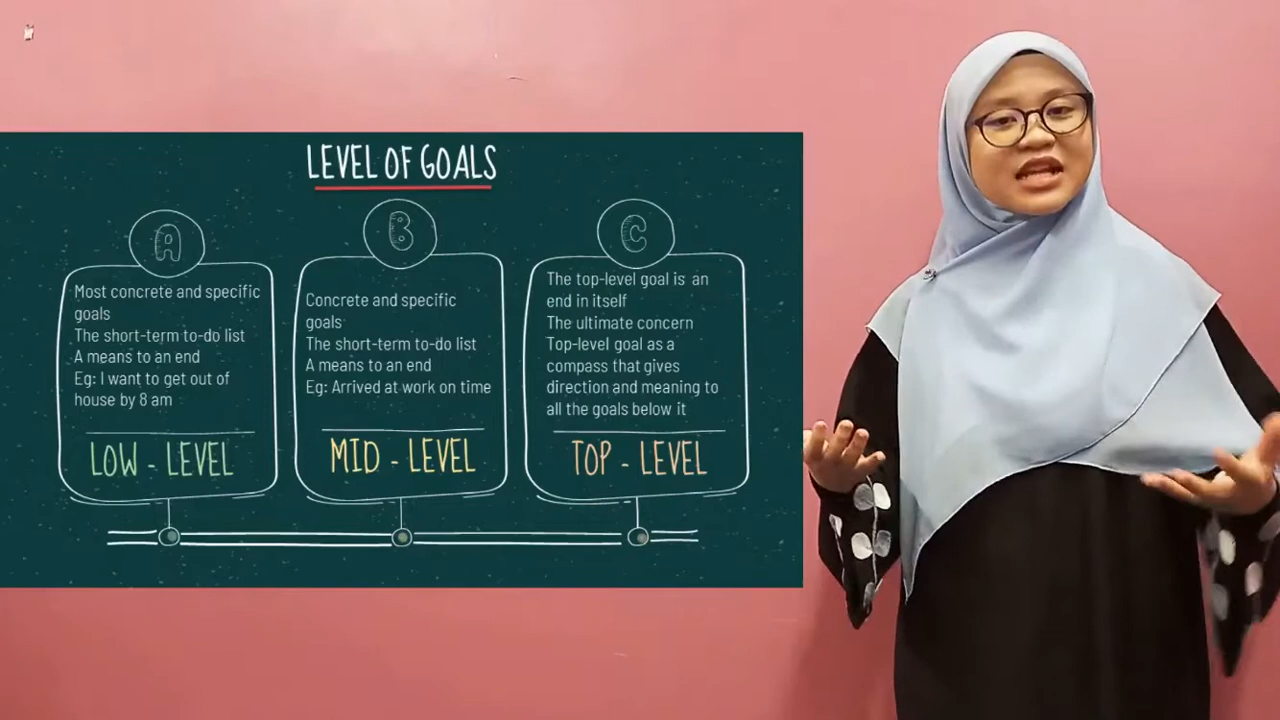 LEVEL OF GOALS
A
Most concrete and specific
goals
The short-term to-do list
A means to an end
Eg: I want to get out of
house by 8 am
LOW - LEVEL
B
Concrete and specific
goals
The short-term to-do list
A means to an end
Eg: Arrived at work on time
MID - LEVEL
C
The top-level goal is an
end in itself
The ultimate concern
Top-level goal as a
compass that gives
direction and meaning to
all the goals below it
TOP - LEVEL